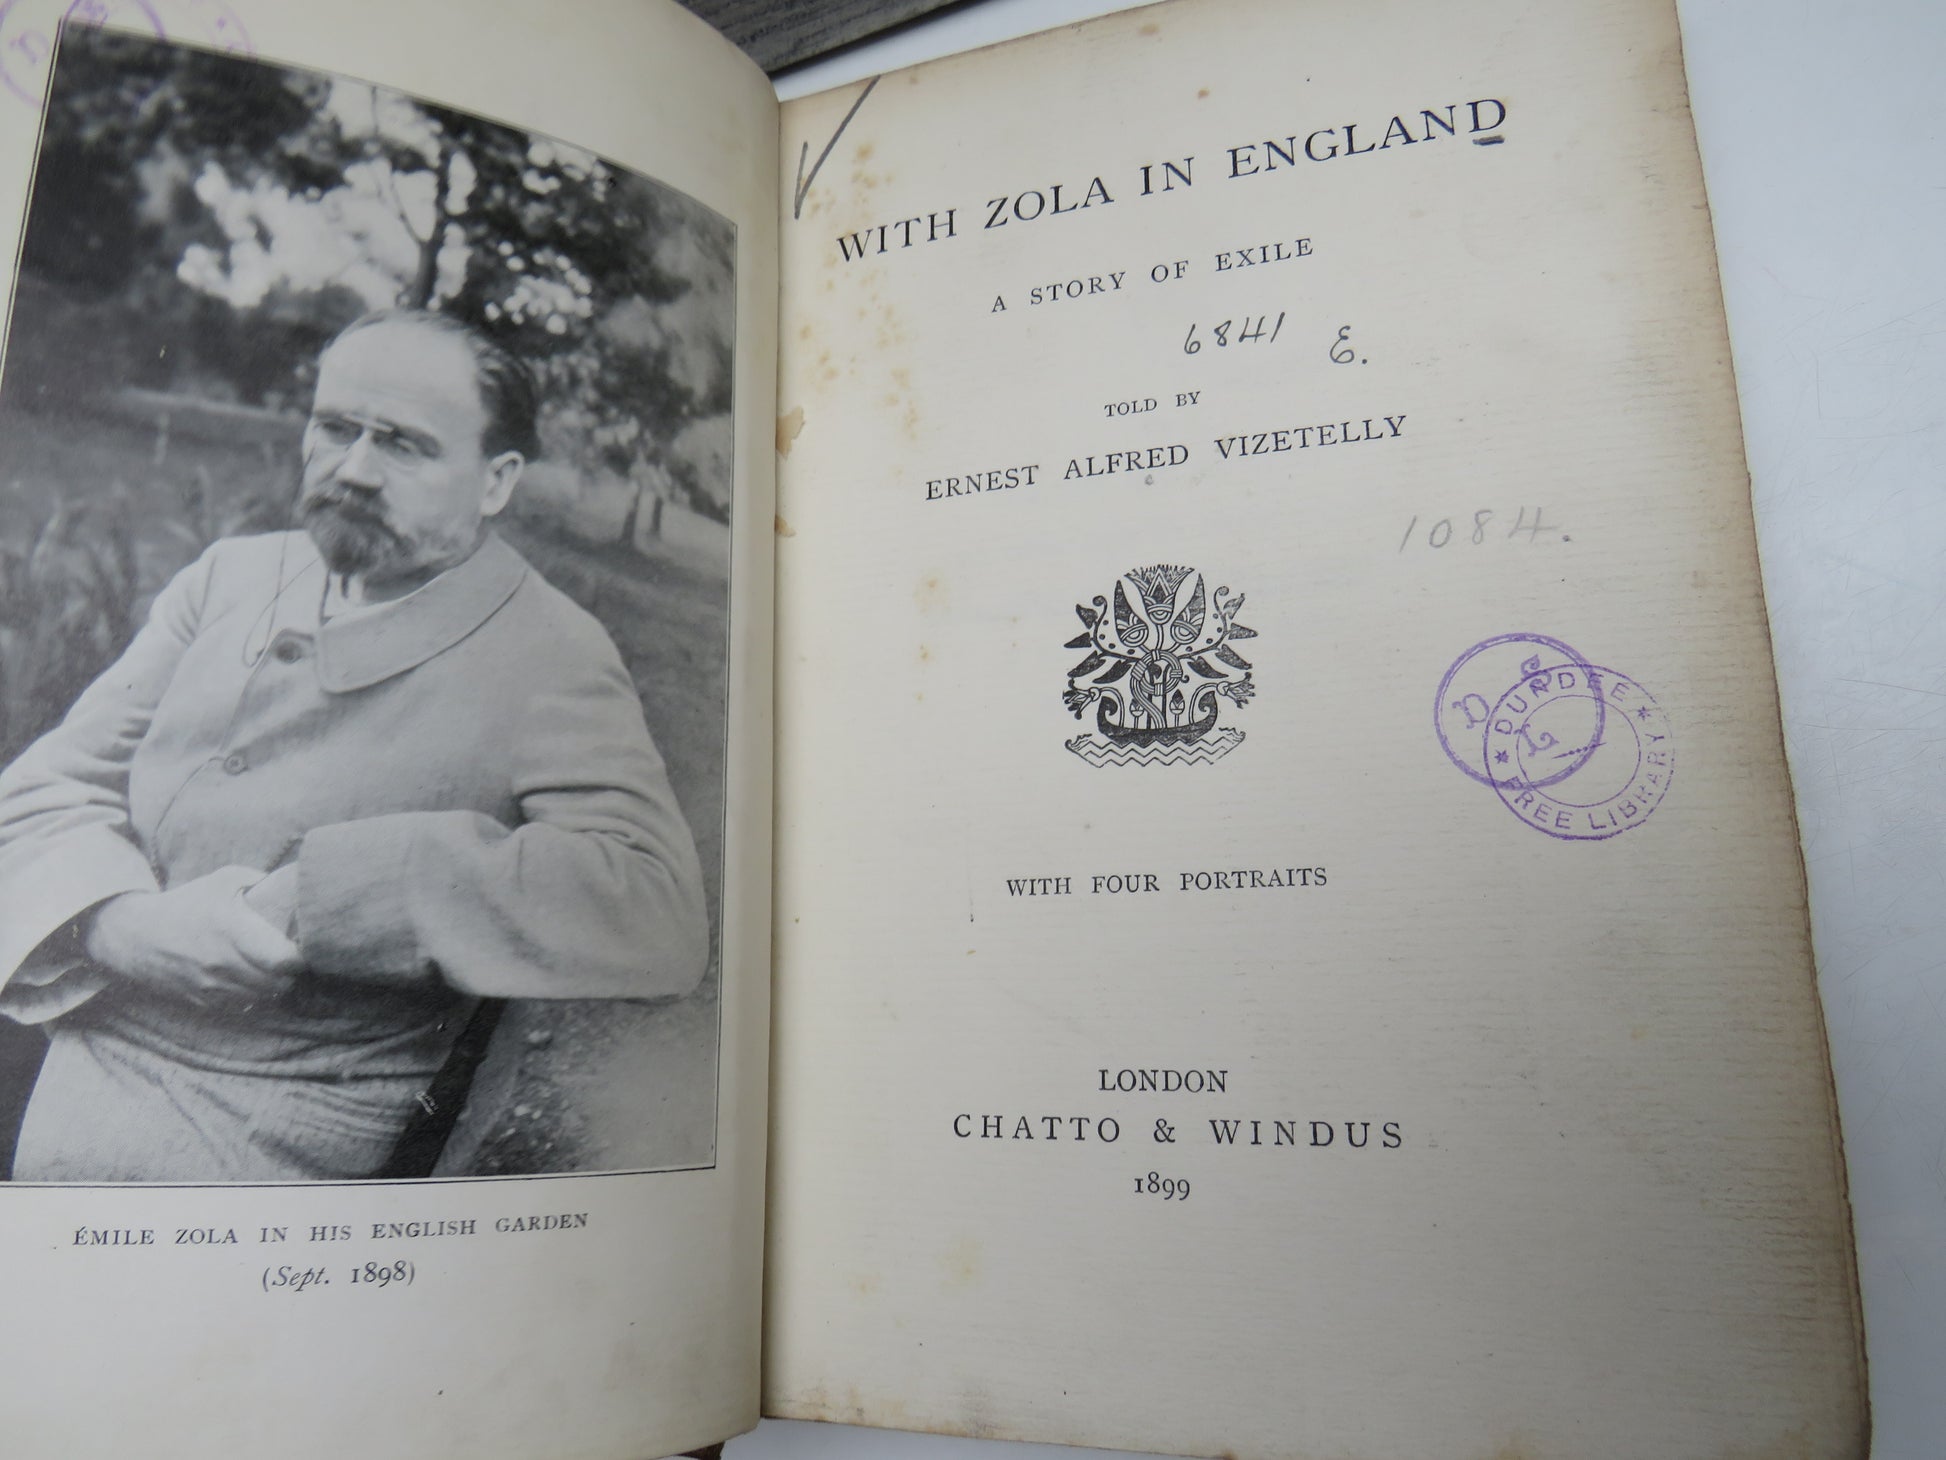 ÉMILE ZOLA IN HIS ENGLISH GARDEN
(Sept. 1898)
WITH ZOLA IN ENGLAND
A STORY OF EXILE
6841 E.
TOLD BY
ERNEST ALFRED VIZETELLY
1084.
D S L
* DUNDEE *
FREE LIBRARY
WITH FOUR PORTRAITS
LONDON
CHATTO & WINDUS
1899